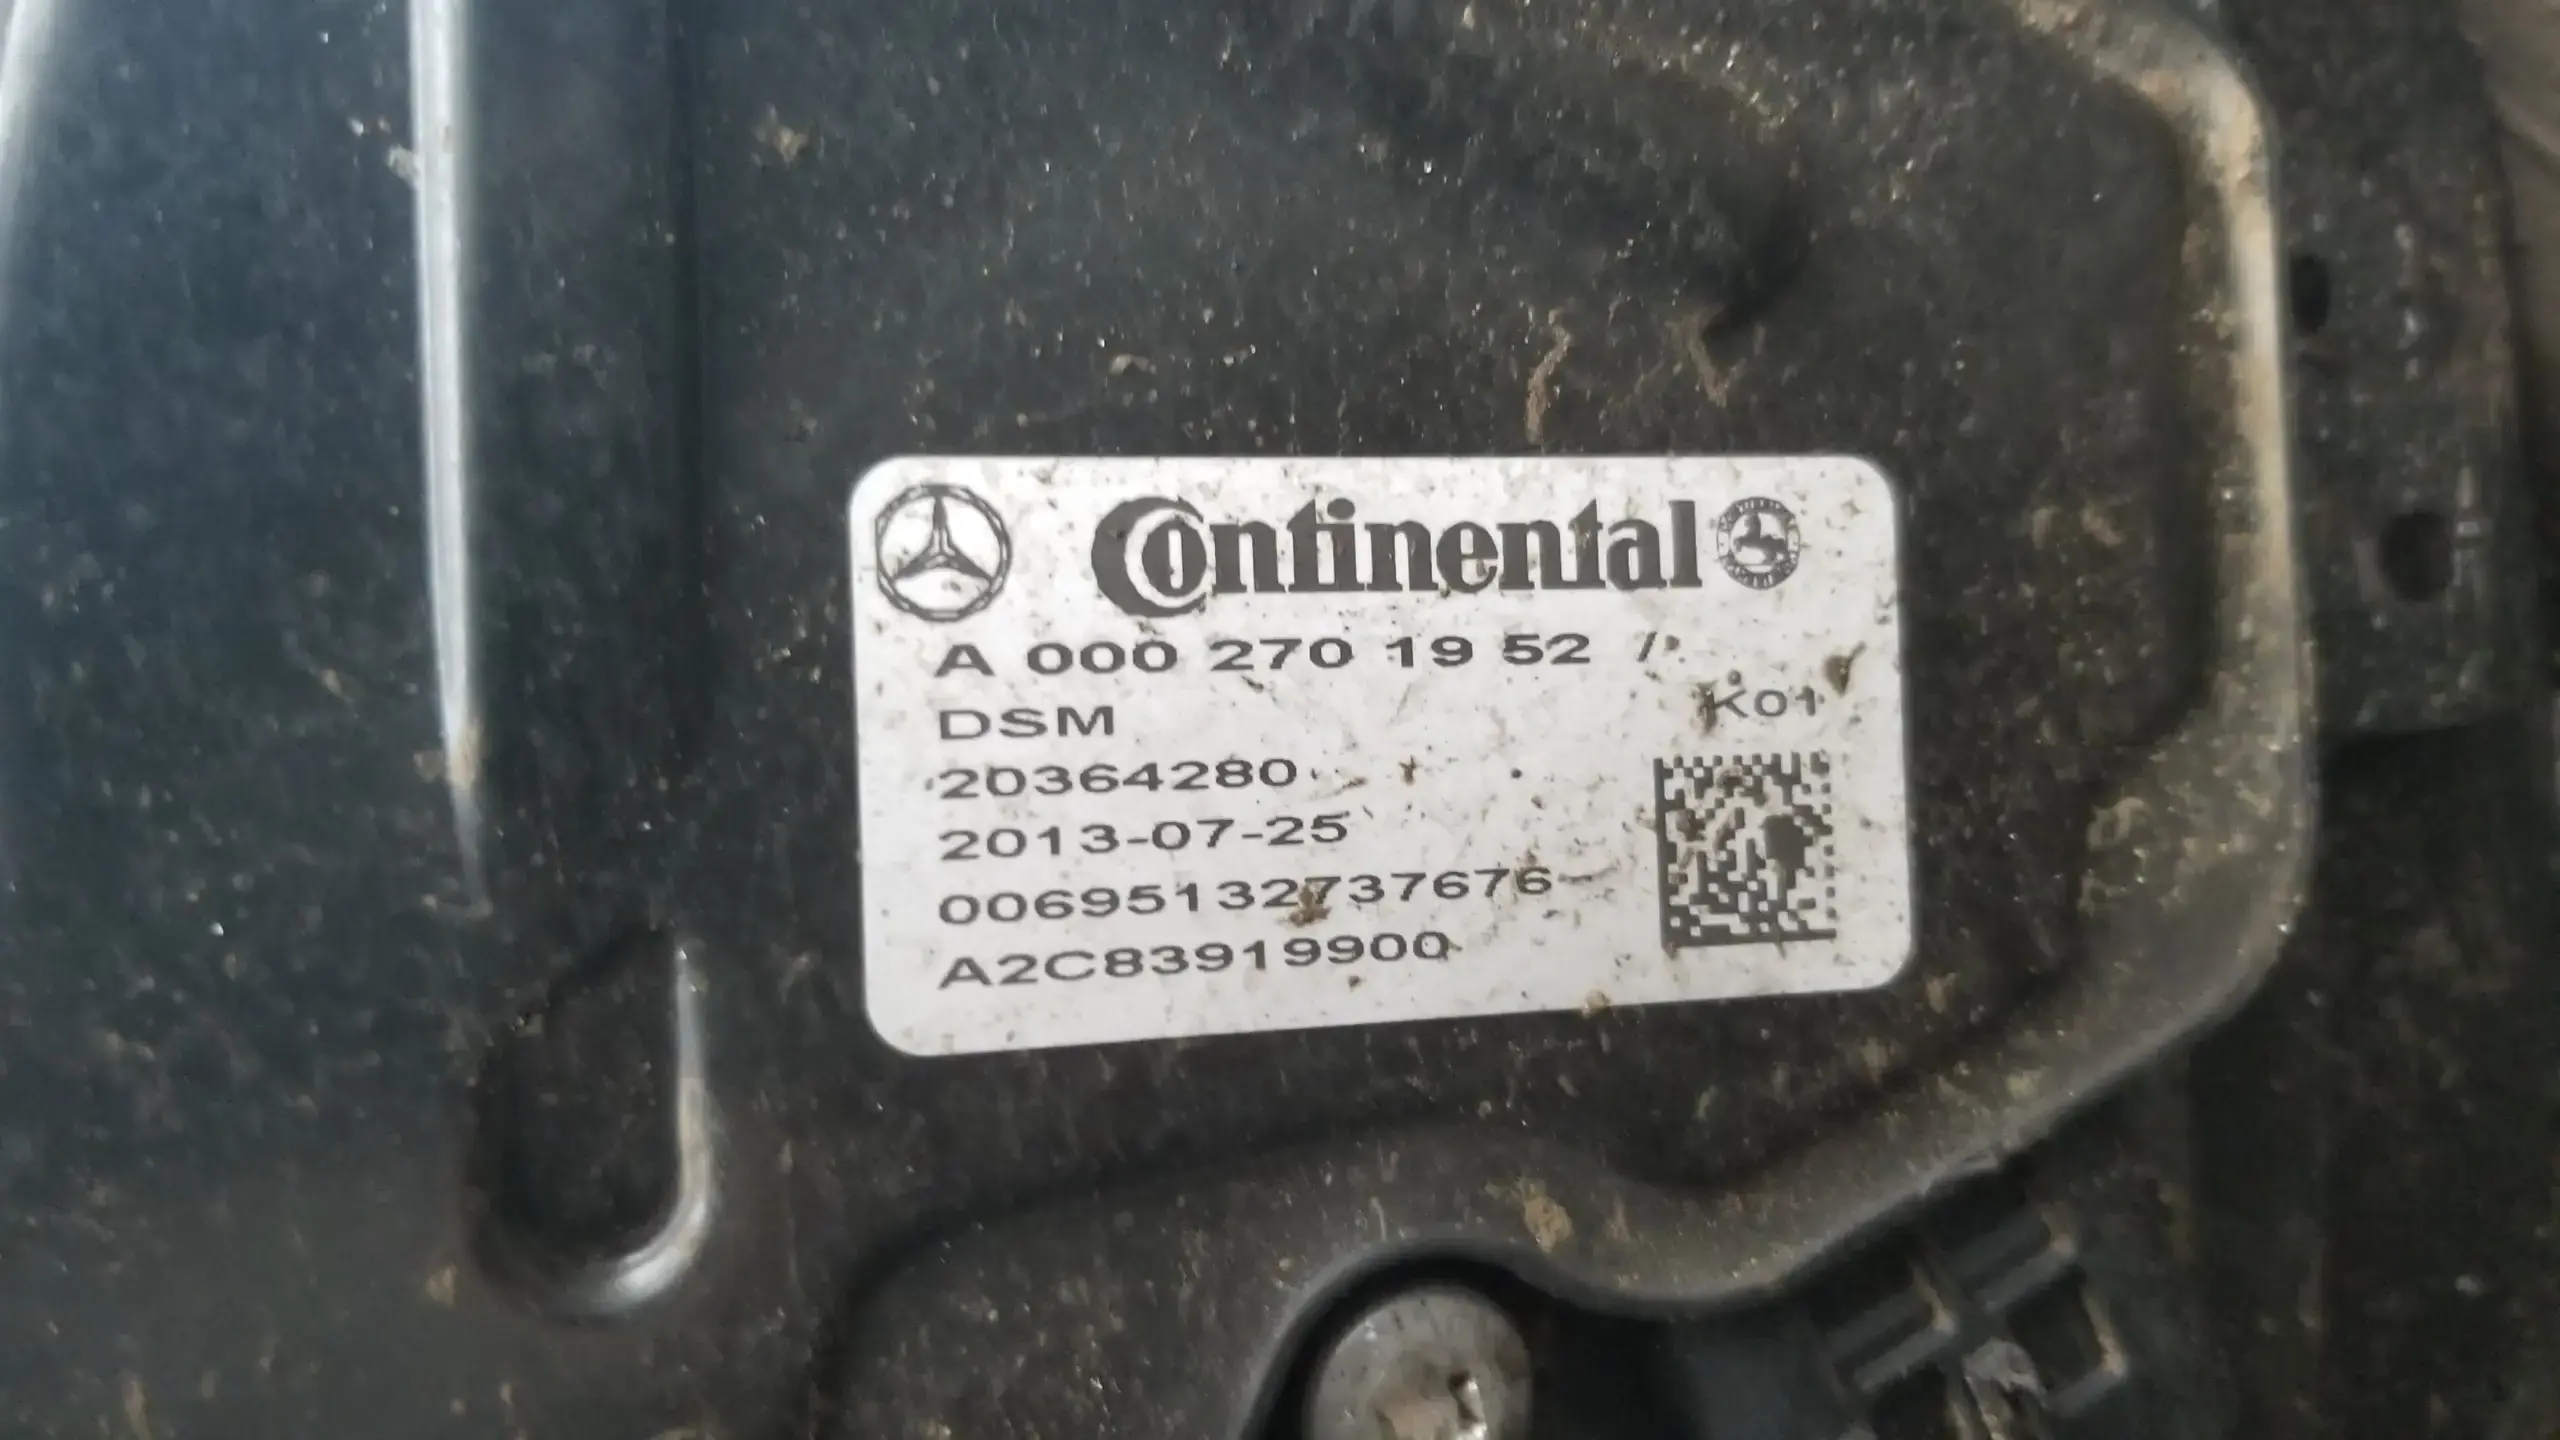 Continental
A 000 270 19 52
K01
DSM
20364280
2013-07-25
00695132737676
A2C83919900